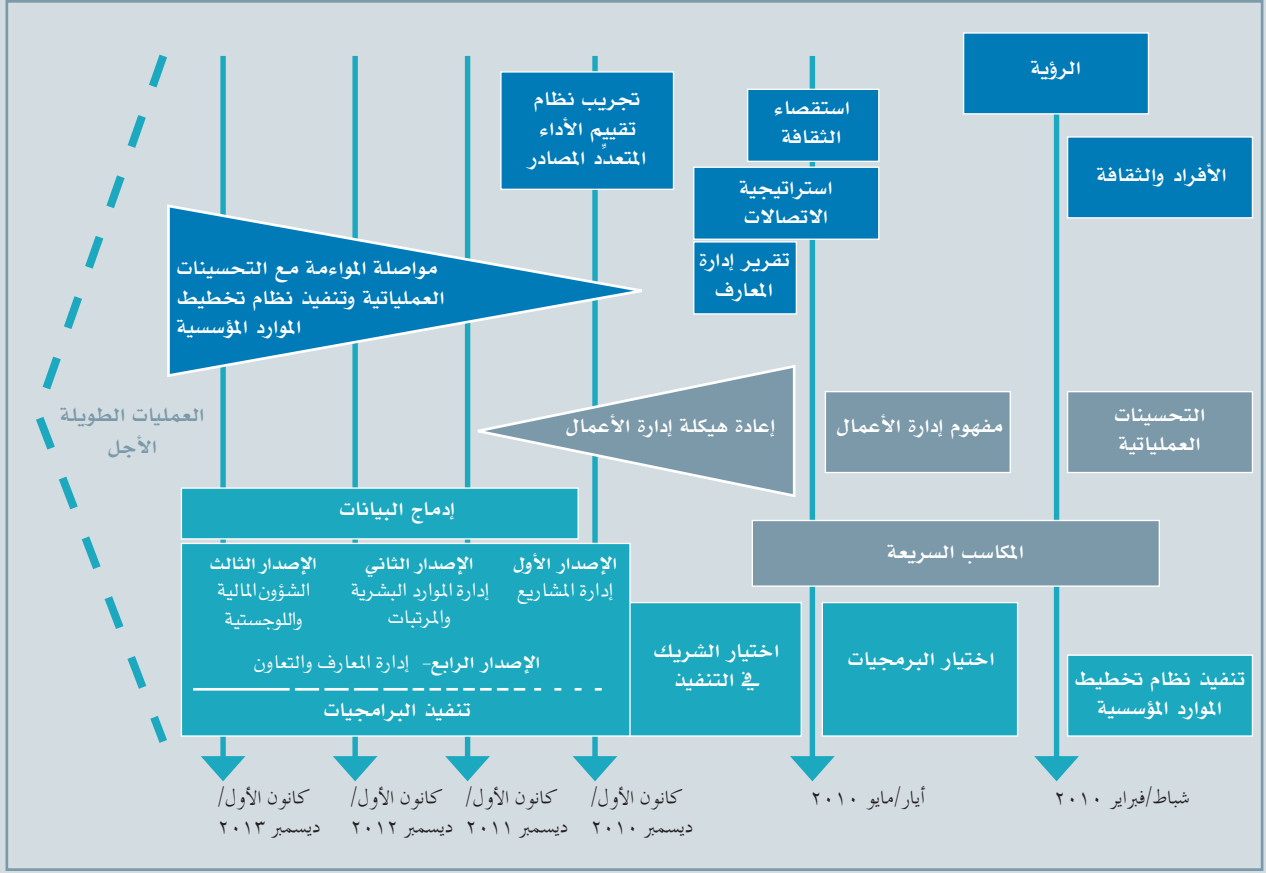 الرؤية
الأفراد والثقافة
استقصاء
الثقافة
استراتيجية
الاتصالات
تقرير إدارة
المعارف
تجريب نظام
تقييم الأداء
المتعدِّد المصادر
مواصلة المواءمة مع التحسينات
العملياتية وتنفيذ نظام تخطيط
الموارد المؤسسية
التحسينات
العملياتية
مفهوم إدارة الأعمال
إعادة هيكلة إدارة الأعمال
العمليات الطويلة
الأجل
المكاسب السريعة
إدماج البيانات
تنفيذ نظام تخطيط
الموارد المؤسسية
اختيار البرمجيات
اختيار الشريك
في التنفيذ
الإصدار الأول
إدارة المشاريع
الإصدار الثاني
إدارة الموارد البشرية
والمرتبات
الإصدار الثالث
الشؤون المالية
واللوجستية
الإصدار الرابع- إدارة المعارف والتعاون
تنفيذ البرامجيات
شباط/فبراير ٢٠١٠
أيار/مايو ٢٠١٠
كانون الأول/
ديسمبر ٢٠١٠
كانون الأول/
ديسمبر ٢٠١١
كانون الأول/
ديسمبر ٢٠١٢
كانون الأول/
ديسمبر ٢٠١٣